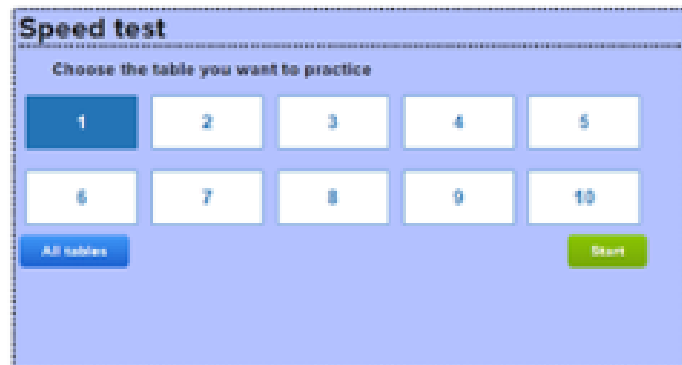 Speed test
Choose the table you want to practice
1 2 3 4 5
6 7 8 9 10
All tables Start